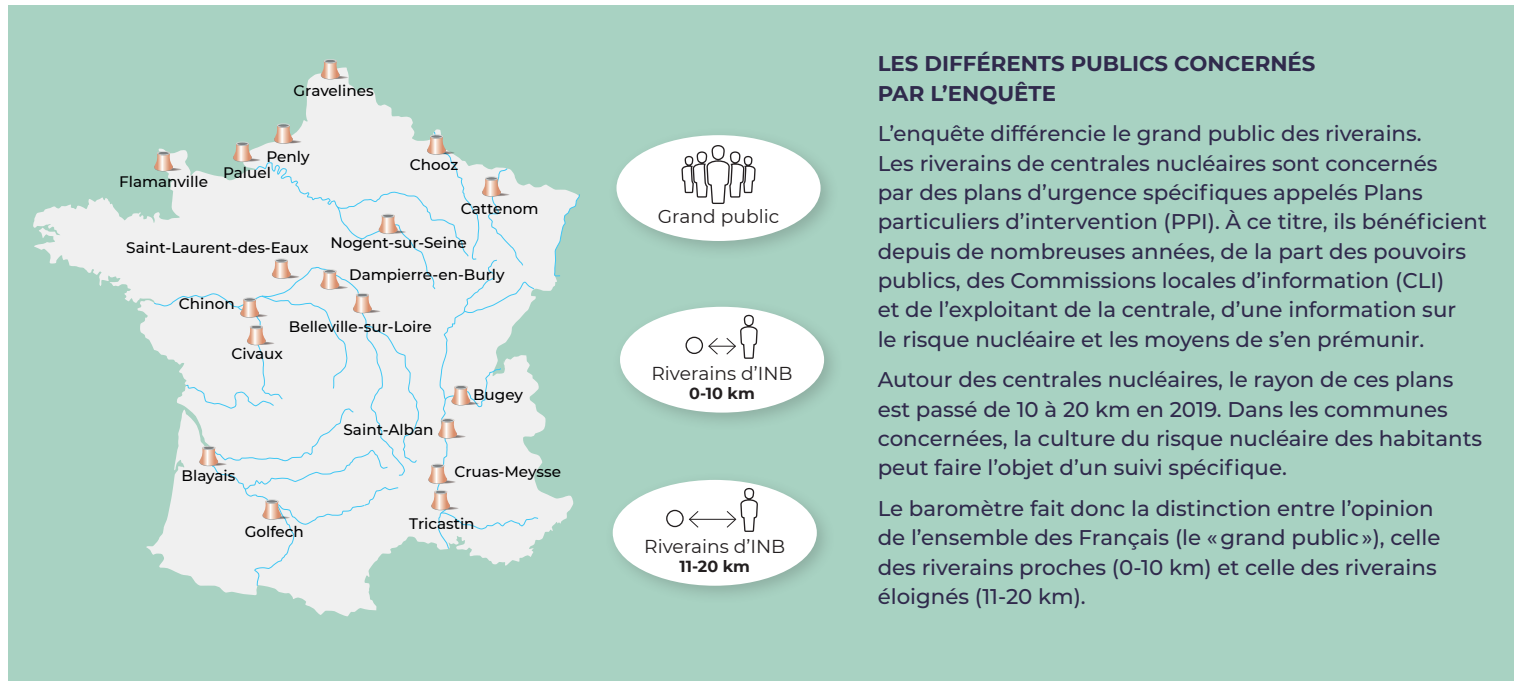 Gravelines
Penly
Paluel
Flamanville
Chooz
Cattenom
Nogent-sur-Seine
Saint-Laurent-des-Eaux
Dampierre-en-Burly
Chinon
Belleville-sur-Loire
Civaux
Bugey
Saint-Alban
Cruas-Meysse
Blayais
Tricastin
Golfech
Grand public
Riverains d’INB
0-10 km
Riverains d’INB
11-20 km
LES DIFFÉRENTS PUBLICS CONCERNÉS
PAR L’ENQUÊTE
L’enquête différencie le grand public des riverains.
Les riverains de centrales nucléaires sont concernés
par des plans d’urgence spécifiques appelés Plans
particuliers d’intervention (PPI). À ce titre, ils bénéficient
depuis de nombreuses années, de la part des pouvoirs
publics, des Commissions locales d’information (CLI)
et de l’exploitant de la centrale, d’une information sur
le risque nucléaire et les moyens de s’en prémunir.
Autour des centrales nucléaires, le rayon de ces plans
est passé de 10 à 20 km en 2019. Dans les communes
concernées, la culture du risque nucléaire des habitants
peut faire l’objet d’un suivi spécifique.
Le baromètre fait donc la distinction entre l’opinion
de l’ensemble des Français (le « grand public »), celle
des riverains proches (0-10 km) et celle des riverains
éloignés (11-20 km).